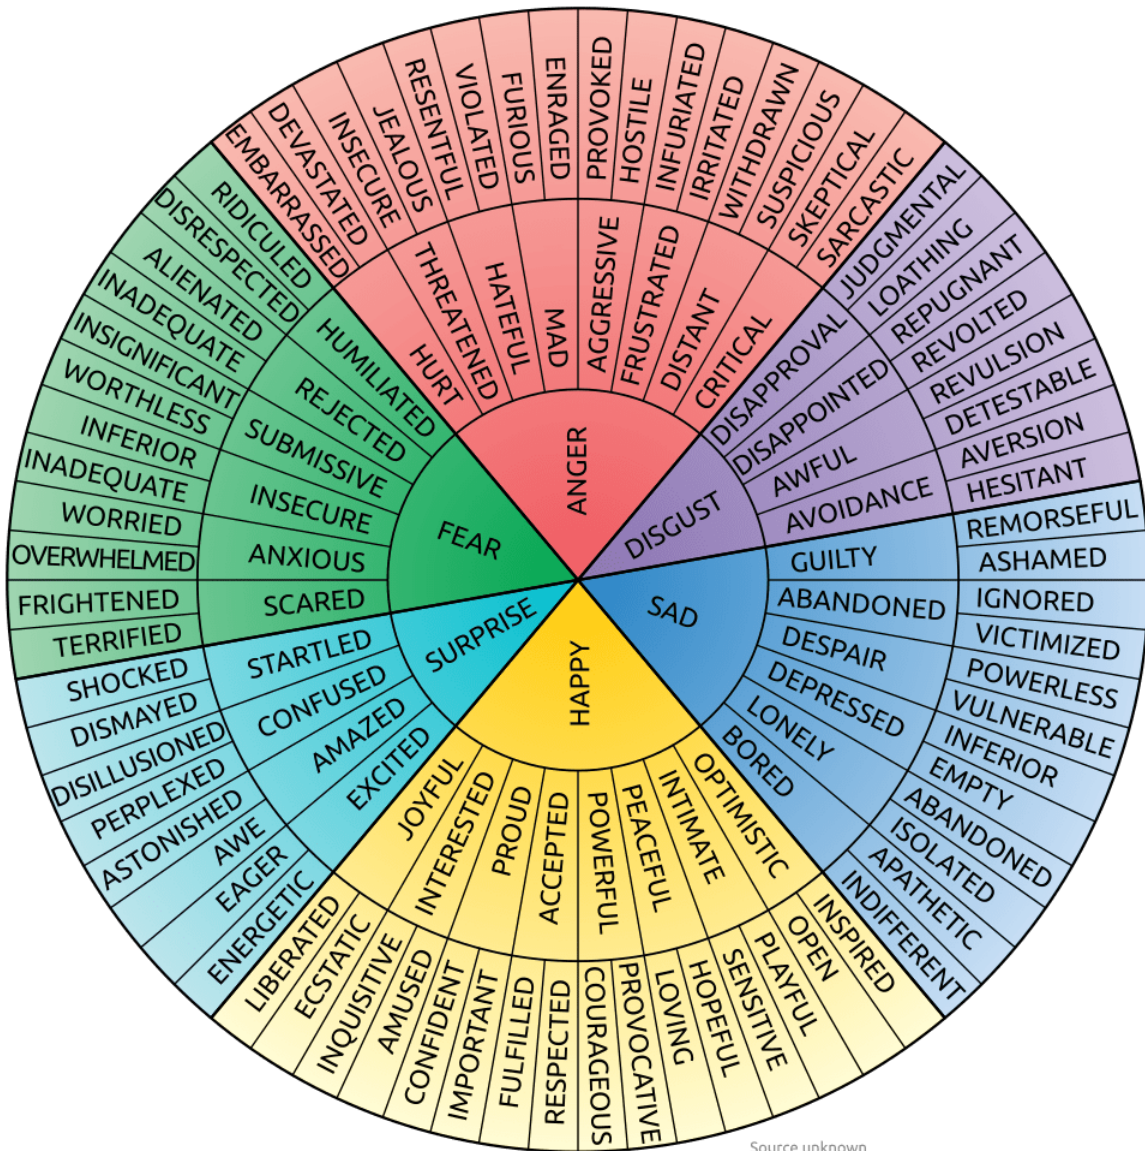 ANGER
HURT
THREATENED
HATEFUL
MAD
AGGRESSIVE
FRUSTRATED
DISTANT
CRITICAL
EMBARRASSED
DEVASTATED
INSECURE
JEALOUS
RESENTFUL
VIOLATED
FURIOUS
ENRAGED
PROVOKED
HOSTILE
INFURIATED
IRRITATED
WITHDRAWN
SUSPICIOUS
SKEPTICAL
SARCASTIC
DISGUST
DISAPPROVAL
DISAPPOINTED
AWFUL
AVOIDANCE
JUDGMENTAL
LOATHING
REPUGNANT
REVOLTED
REVULSION
DETESTABLE
AVERSION
HESITANT
SAD
GUILTY
ABANDONED
DESPAIR
DEPRESSED
LONELY
BORED
REMORSEFUL
ASHAMED
IGNORED
VICTIMIZED
POWERLESS
VULNERABLE
INFERIOR
EMPTY
ABANDONED
ISOLATED
APATHETIC
INDIFFERENT
HAPPY
OPTIMISTIC
INTIMATE
PEACEFUL
POWERFUL
ACCEPTED
PROUD
INTERESTED
JOYFUL
INSPIRED
OPEN
PLAYFUL
SENSITIVE
HOPEFUL
LOVING
PROVOCATIVE
COURAGEOUS
RESPECTED
FULFILLED
IMPORTANT
CONFIDENT
AMUSED
INQUISITIVE
ECSTATIC
LIBERATED
SURPRISE
EXCITED
AMAZED
CONFUSED
STARTLED
ENERGETIC
EAGER
AWE
ASTONISHED
PERPLEXED
DISILLUSIONED
DISMAYED
SHOCKED
FEAR
SCARED
ANXIOUS
INSECURE
SUBMISSIVE
REJECTED
HUMILIATED
TERRIFIED
FRIGHTENED
OVERWHELMED
WORRIED
INADEQUATE
INFERIOR
WORTHLESS
INSIGNIFICANT
INADEQUATE
ALIENATED
DISRESPECTED
RIDICULED
Source unknown